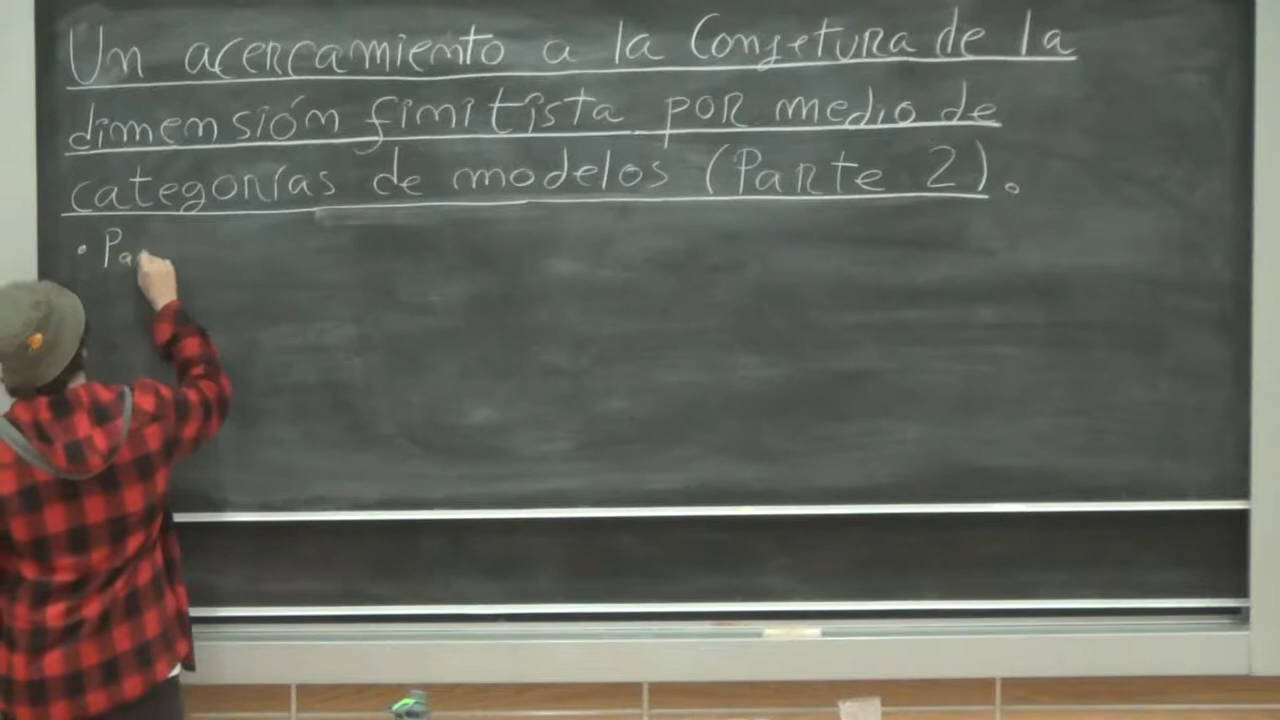 Un acercamiento a la Conjetura de la
dimensión finitista por medio de
categorías de modelos (Parte 2).
• Pa